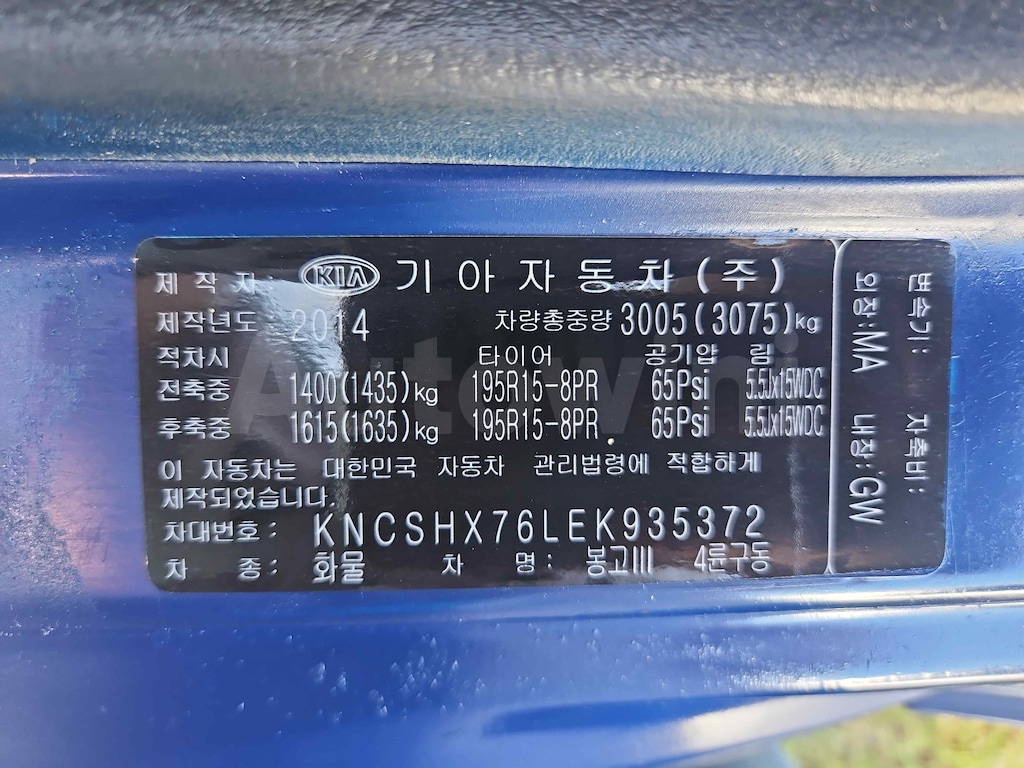 제 작 자 : KIA 기 아 자 동 차 ( 주 )
제작년도 2014 차량총중량 3005 ( 3075 ) kg
적차시 타이어 공기압 림
전축중 1400(1435) kg 195R15-8PR 65Psi 5.5Jx15WDC
후축중 1615(1635) kg 195R15-8PR 65Psi 5.5Jx15WDC
이 자동차는 대한민국 자동차 관리법령에 적합하게
제작되었습니다.
차대번호: KNCSHX76LEK935372
차 종 : 화물 차 명 : 봉고III 4륜구동
변속기: 감속비:
외장:MA 내장:'GW
Autowini